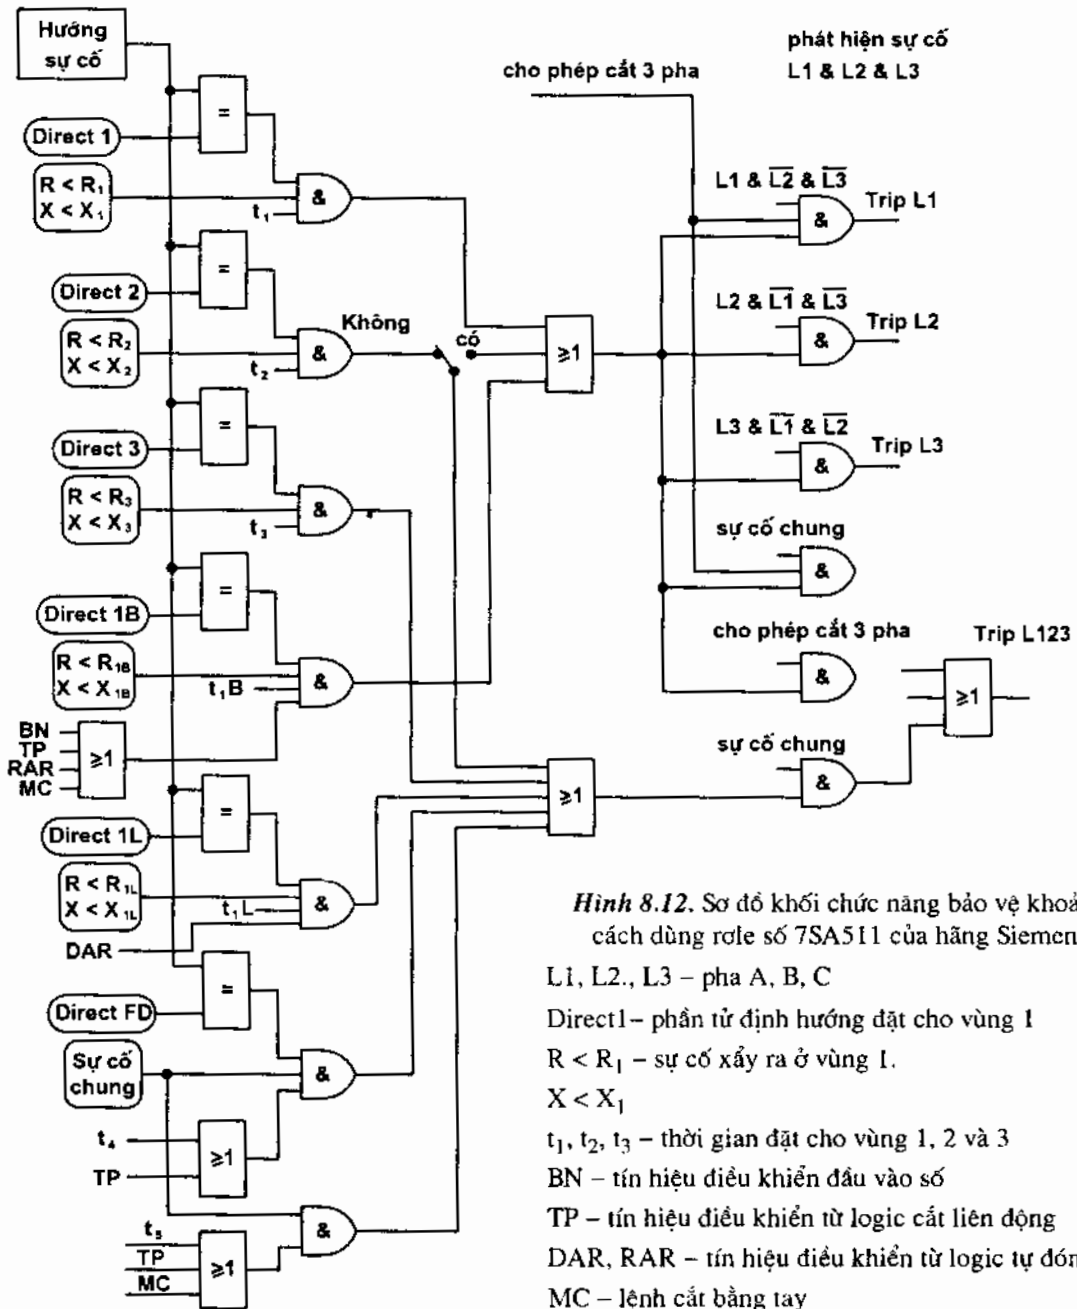 Hướng
sự cố
phát hiện sự cố
L1 & L2 & L3
cho phép cắt 3 pha
=
Direct 1
R < R₁
X < X₁
t₁
&
L1 & L̅2̅ & L̅3̅
&
Trip L1
=
Direct 2
R < R₂
X < X₂
t₂
&
Không
có
≥1
L2 & L̅1̅ & L̅3̅
&
Trip L2
=
Direct 3
R < R₃
X < X₃
t₃
&
L3 & L̅1̅ & L̅2̅
&
Trip L3
sự cố chung
&
=
Direct 1B
R < R₁B
X < X₁B
t₁B
&
cho phép cắt 3 pha
&
Trip L123
≥1
BN
TP
RAR
MC
≥1
sự cố chung
&
≥1
=
Direct 1L
R < R₁L
X < X₁L
t₁L
&
DAR
=
Direct FD
Sự cố
chung
&
t₄
TP
≥1
t₅
TP
MC
≥1
&
Hình 8.12. Sơ đồ khối chức năng bảo vệ khoả
cách dùng rơle số 7SA511 của hãng Siemen
L1, L2., L3 – pha A, B, C
Direct1– phần tử định hướng đặt cho vùng 1
R < R₁ – sự cố xẩy ra ở vùng 1.
X < X₁
t₁, t₂, t₃ – thời gian đặt cho vùng 1, 2 và 3
BN – tín hiệu điều khiển đầu vào số
TP – tín hiệu điều khiển từ logic cắt liên động
DAR, RAR – tín hiệu điều khiển từ logic tự đón
MC – lệnh cắt bằng tay